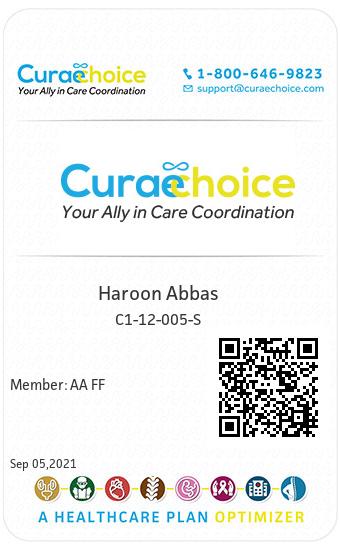 Curaechoice
Your Ally in Care Coordination
1-800-646-9823
support@curaechoice.com
Curaechoice
Your Ally in Care Coordination
Haroon Abbas
C1-12-005-S
Member: AA FF
Sep 05,2021
A HEALTHCARE PLAN OPTIMIZER